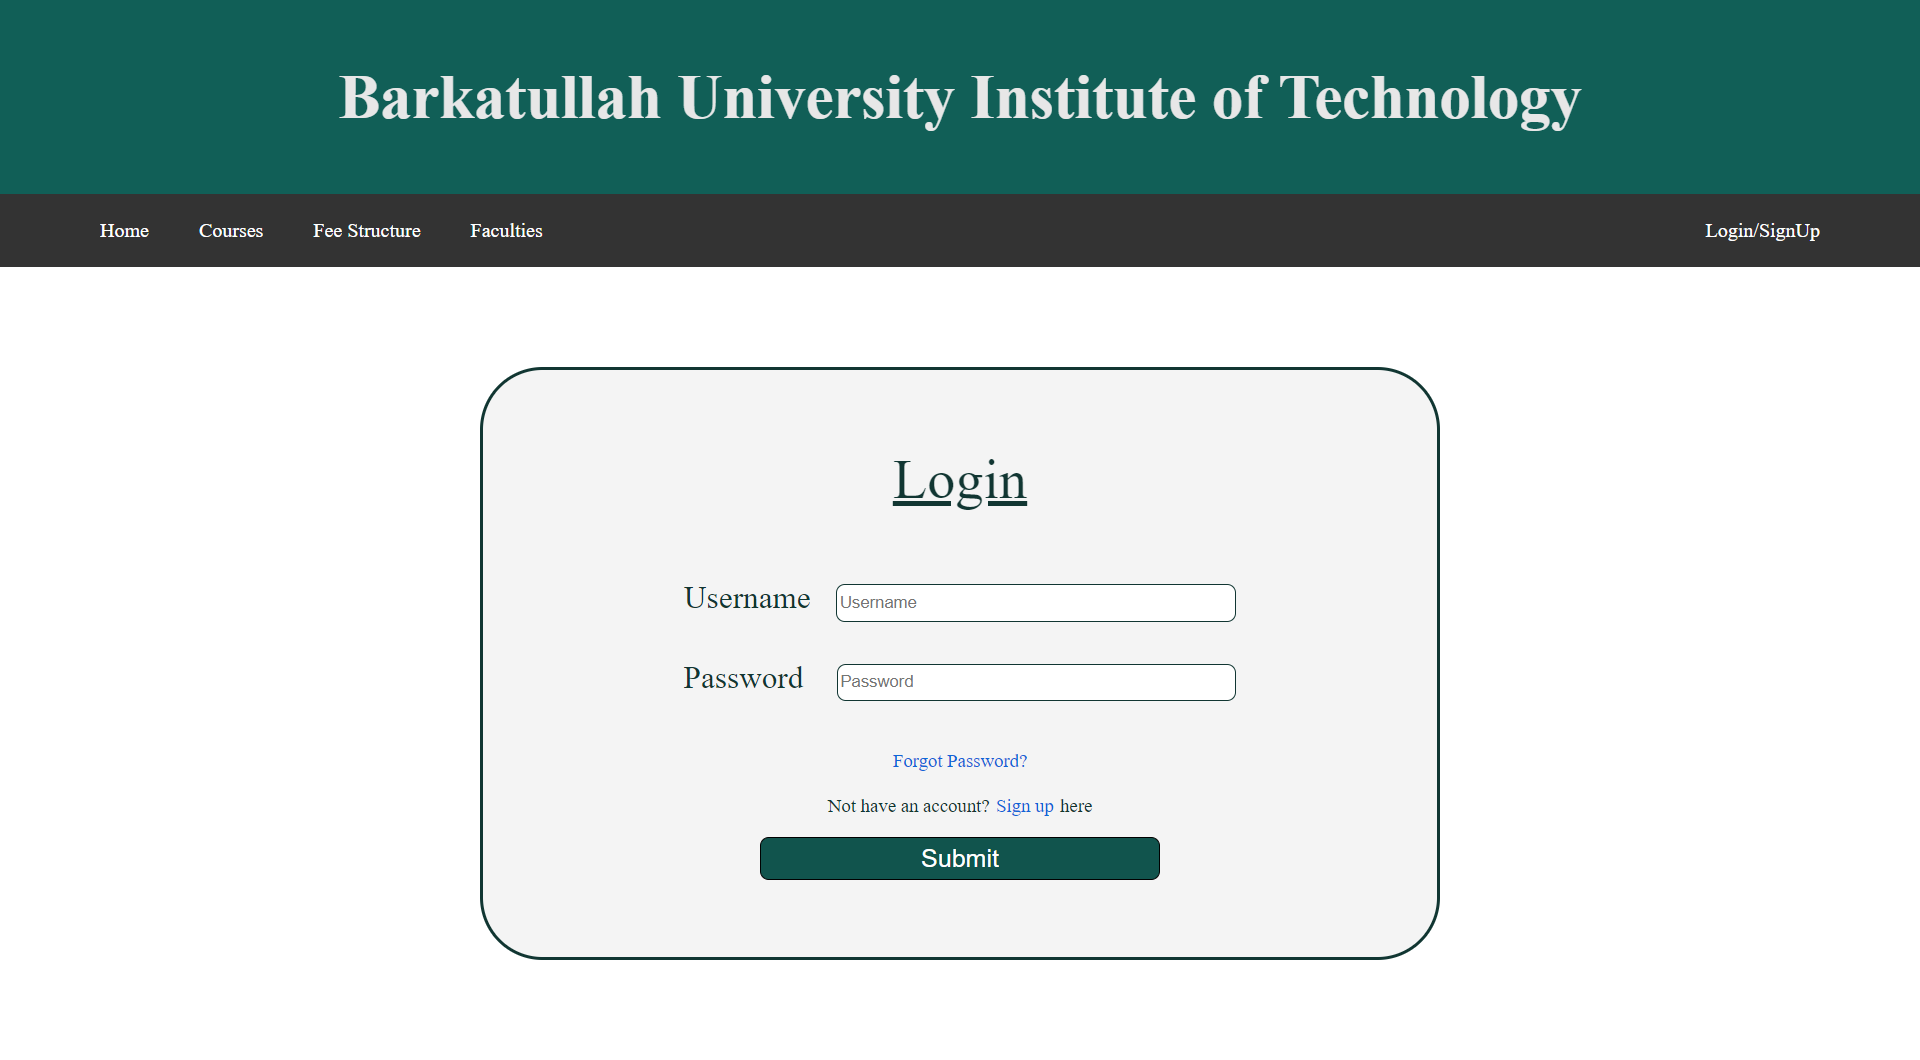 Barkatullah University Institute of Technology
Home Courses Fee Structure Faculties Login/SignUp
Login
Username Username
Password Password
Forgot Password?
Not have an account? Sign up here
Submit